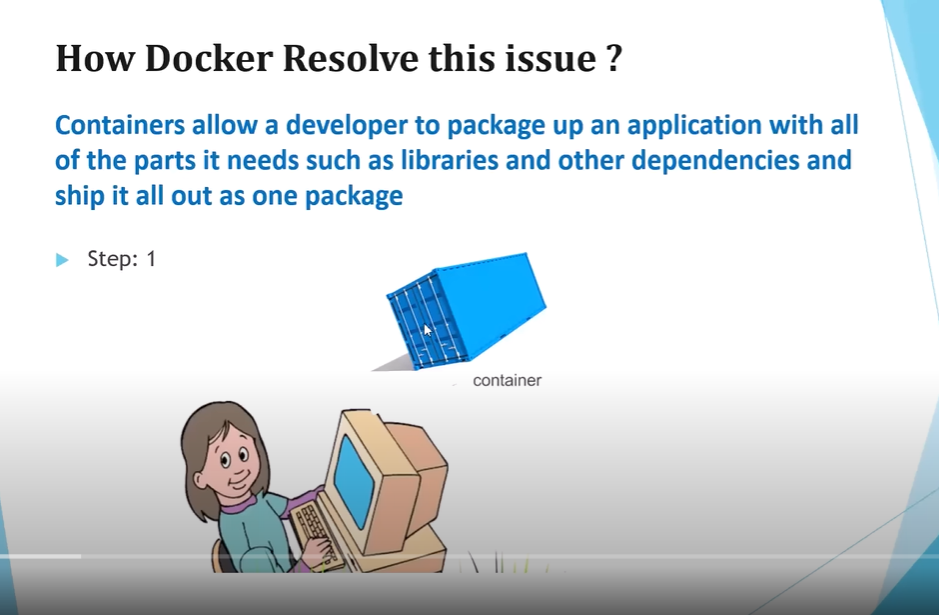 How Docker Resolve this issue ?
Containers allow a developer to package up an application with all
of the parts it needs such as libraries and other dependencies and
ship it all out as one package
Step: 1
container